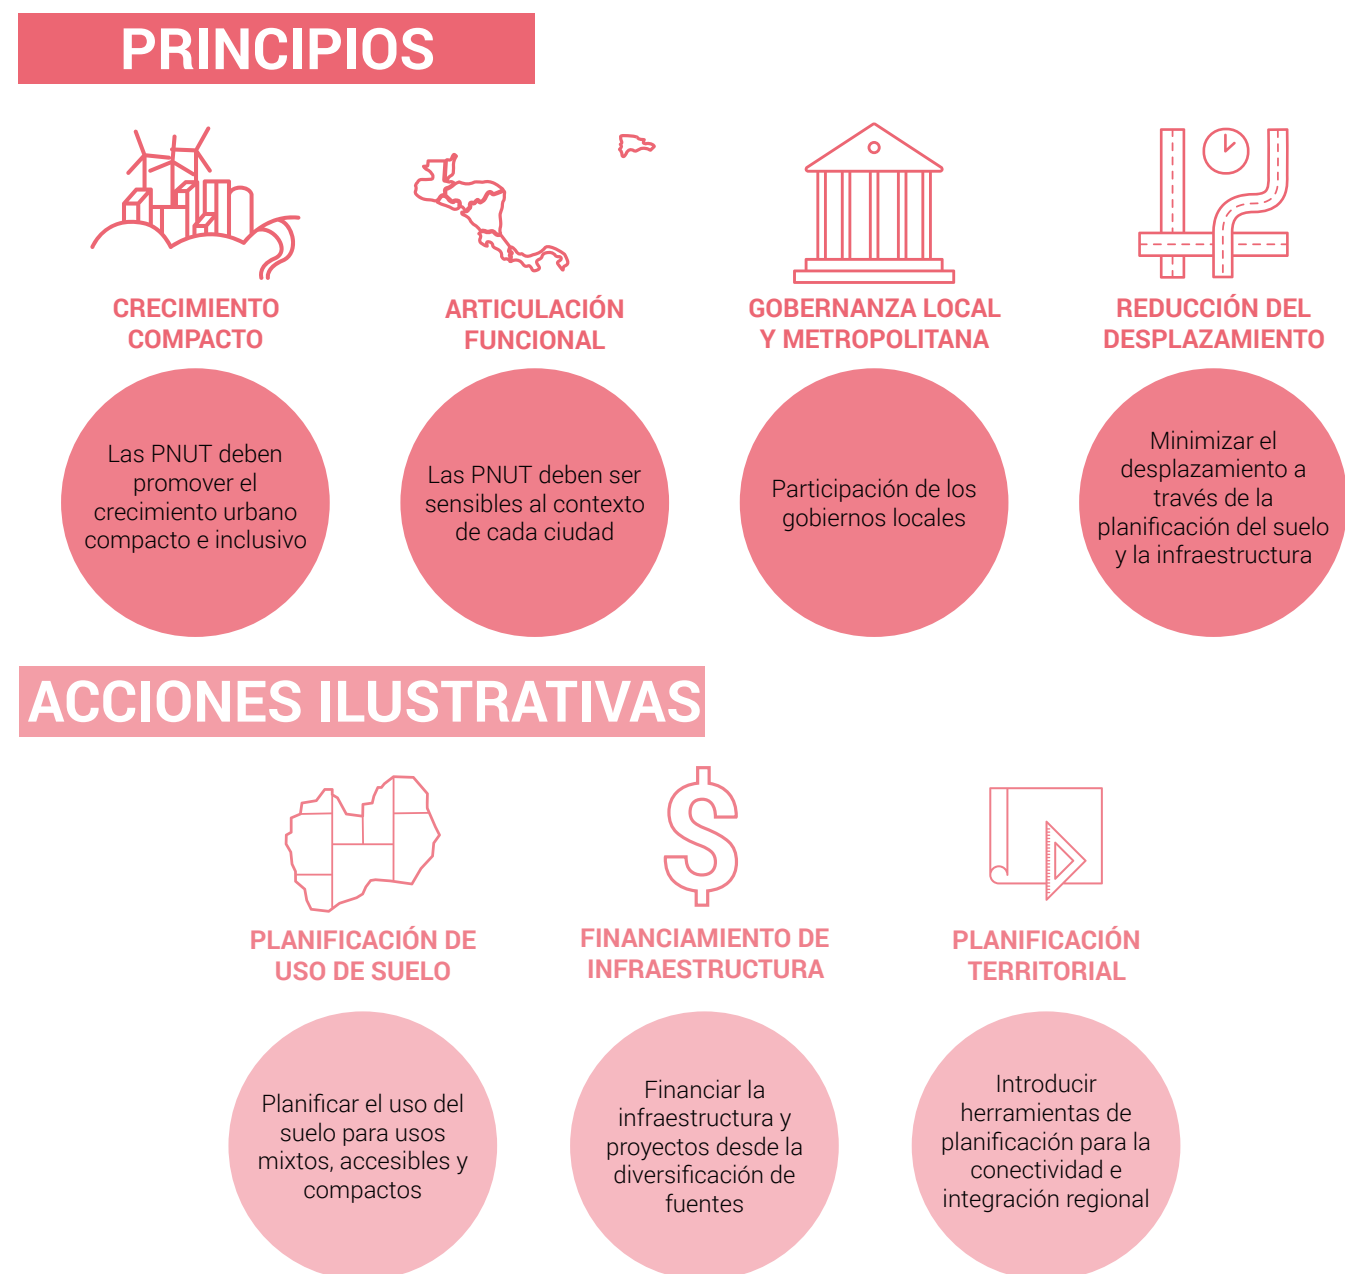 PRINCIPIOS
CRECIMIENTO
COMPACTO
Las PNUT deben
promover el
crecimiento urbano
compacto e inclusivo
ARTICULACIÓN
FUNCIONAL
Las PNUT deben ser
sensibles al contexto
de cada ciudad
GOBERNANZA LOCAL
Y METROPOLITANA
Participación de los
gobiernos locales
REDUCCIÓN DEL
DESPLAZAMIENTO
Minimizar el
desplazamiento a
través de la
planificación del suelo
y la infraestructura
ACCIONES ILUSTRATIVAS
PLANIFICACIÓN DE
USO DE SUELO
Planificar el uso del
suelo para usos
mixtos, accesibles y
compactos
$
FINANCIAMIENTO DE
INFRAESTRUCTURA
Financiar la
infraestructura y
proyectos desde la
diversificación de
fuentes
PLANIFICACIÓN
TERRITORIAL
Introducir
herramientas de
planificación para la
conectividad e
integración regional